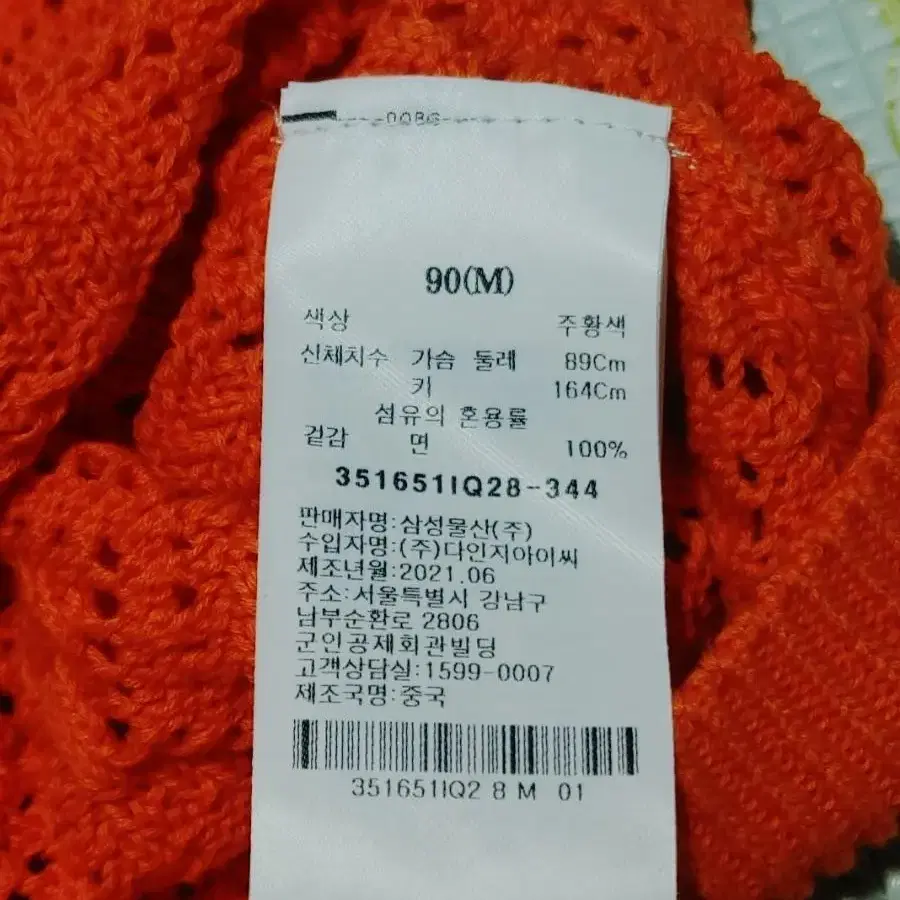 90(M)
색상 주황색
신체치수 가슴 둘레 89Cm
키 164Cm
섬유의 혼용률
겉감 면 100%
351651IQ28-344
판매자명:삼성물산(주)
수입자명:(주)다인지아이씨
제조년월:2021.06
주소:서울특별시 강남구
남부순환로 2806
군인공제회관빌딩
고객상담실:1599-0007
제조국명:중국
351651IQ2 8 M 01